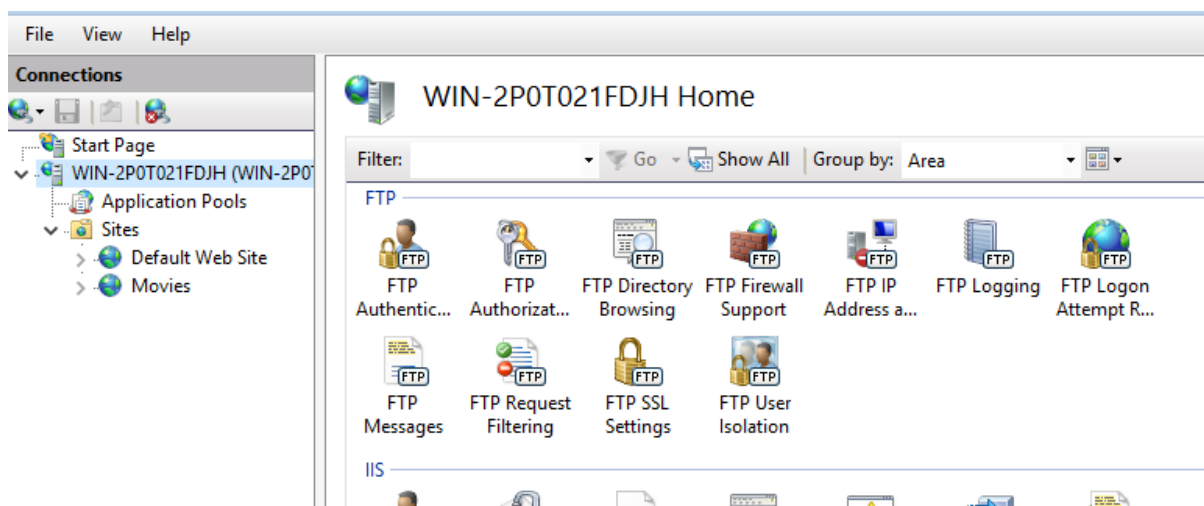 File View Help
Connections
WIN-2P0T021FDJH Home
Start Page
WIN-2P0T021FDJH (WIN-2P0
Application Pools
Sites
Default Web Site
Movies
Filter: Go Show All Group by: Area
FTP
FTP FTP FTP FTP FTP FTP FTP
FTP Authentic...
FTP Authorizat...
FTP Directory Browsing
FTP Firewall Support
FTP IP Address a...
FTP Logging
FTP Logon Attempt R...
FTP FTP FTP FTP
FTP Messages
FTP Request Filtering
FTP SSL Settings
FTP User Isolation
IIS